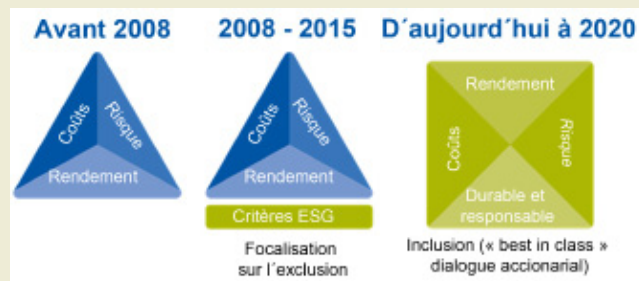 Avant 2008
Coûts
Risque
Rendement
2008 - 2015
Coûts
Risque
Rendement
Critères ESG
Focalisation
sur l´exclusion
D´aujourd´hui à 2020
Rendement
Coûts
Risque
Durable et
responsable
Inclusion (« best in class »
dialogue accionarial)